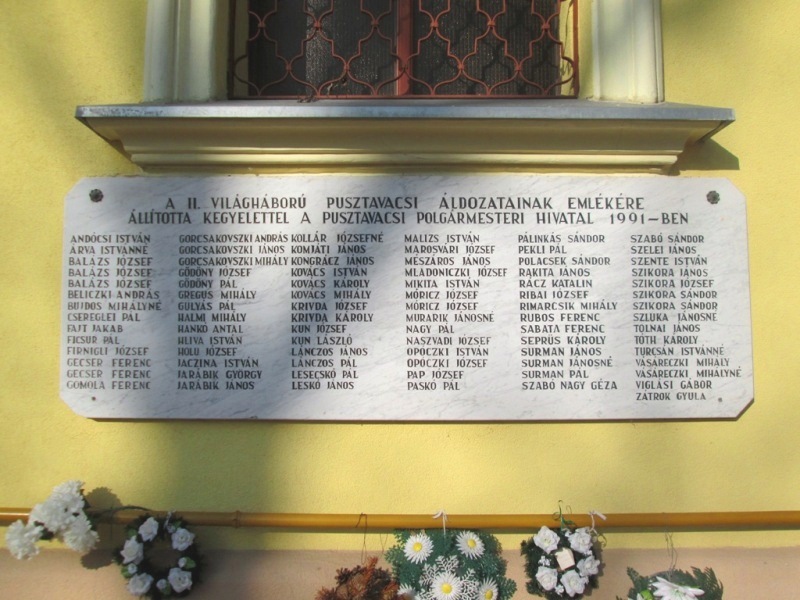 A II. VILÁGHÁBORÚ PUSZTAVACSI ÁLDOZATAINAK EMLÉKÉRE
ÁLLÍTOTTA KEGYELETTEL A PUSZTAVACSI POLGÁRMESTERI HIVATAL 1991-BEN
ANDÓCSI ISTVÁN
ÁRVA ISTVÁNNÉ
BALÁZS JÓZSEF
BALÁZS JÓZSEF
BALÁZS JÓZSEF
BELICZKI ANDRÁS
BUJDOS MIHÁLYNÉ
CSEREGLEI PÁL
FAJT JAKAB
FICSUR PÁL
FIRNIGLI JÓZSEF
GECSER FERENC
GECSER FERENC
GOMOLA FERENC
GORCSAKOVSZKI ANDRÁS
GORCSAKOVSZKI JÁNOS
GORCSAKOVSZKI MIHÁLY
GÖDÖNY JÓZSEF
GÖDÖNY PÁL
GREGUS MIHÁLY
GULYÁS PÁL
HALMI MIHÁLY
HANKO ANTAL
HLIVA ISTVÁN
HOLU JÓZSEF
JACZINA ISTVÁN
JARÁBIK GYÖRGY
JARÁBIK JÁNOS
KOLLÁR JÓZSEFNÉ
KOMJÁTI JÁNOS
KONGRÁCZ JÁNOS
KOVÁCS ISTVÁN
KOVÁCS KÁROLY
KOVÁCS MIHÁLY
KRIVDA JÓZSEF
KRIVDA KÁROLY
KUN JÓZSEF
KUN LÁSZLÓ
LÁNCZOS JÁNOS
LÁNCZOS PÁL
LESECSKÓ PÁL
LESKÓ JÁNOS
MALIZS ISTVÁN
MAROSVÁRI JÓZSEF
MÉSZÁROS JÁNOS
MLADONICZKI JÓZSEF
MIKITA ISTVÁN
MÓRICZ JÓZSEF
MÓRICZ JÓZSEF
MURARIK JÁNOSNÉ
NAGY PÁL
NASZVADI JÓZSEF
OPÓCZKI ISTVÁN
OPÓCZKI JÓZSEF
PAP JÓZSEF
PASKÓ PÁL
PÁLINKÁS SÁNDOR
PEKLI PÁL
POLACSEK SÁNDOR
RAKITA JÁNOS
RÁCZ KATALIN
RIBAI JÓZSEF
RIMARCSIK MIHÁLY
RUBOS FERENC
SABATA FERENC
SEPRŰS KÁROLY
SURMAN JÁNOS
SURMAN JÁNOSNÉ
SURMAN PÁL
SZABÓ NAGY GÉZA
SZABÓ SÁNDOR
SZELEI JÁNOS
SZENTE ISTVÁN
SZIKORA JÁNOS
SZIKORA JÓZSEF
SZIKORA SÁNDOR
SZIKORA SÁNDOR
SZLUKA JÁNOSNÉ
TOLNAI JÁNOS
TÓTH KÁROLY
TURCSÁN ISTVÁNNÉ
VASÁRECZKI MIHÁLY
VASÁRECZKI MIHÁLYNÉ
VIGLÁSI GÁBOR
ZÁTROK GYULA